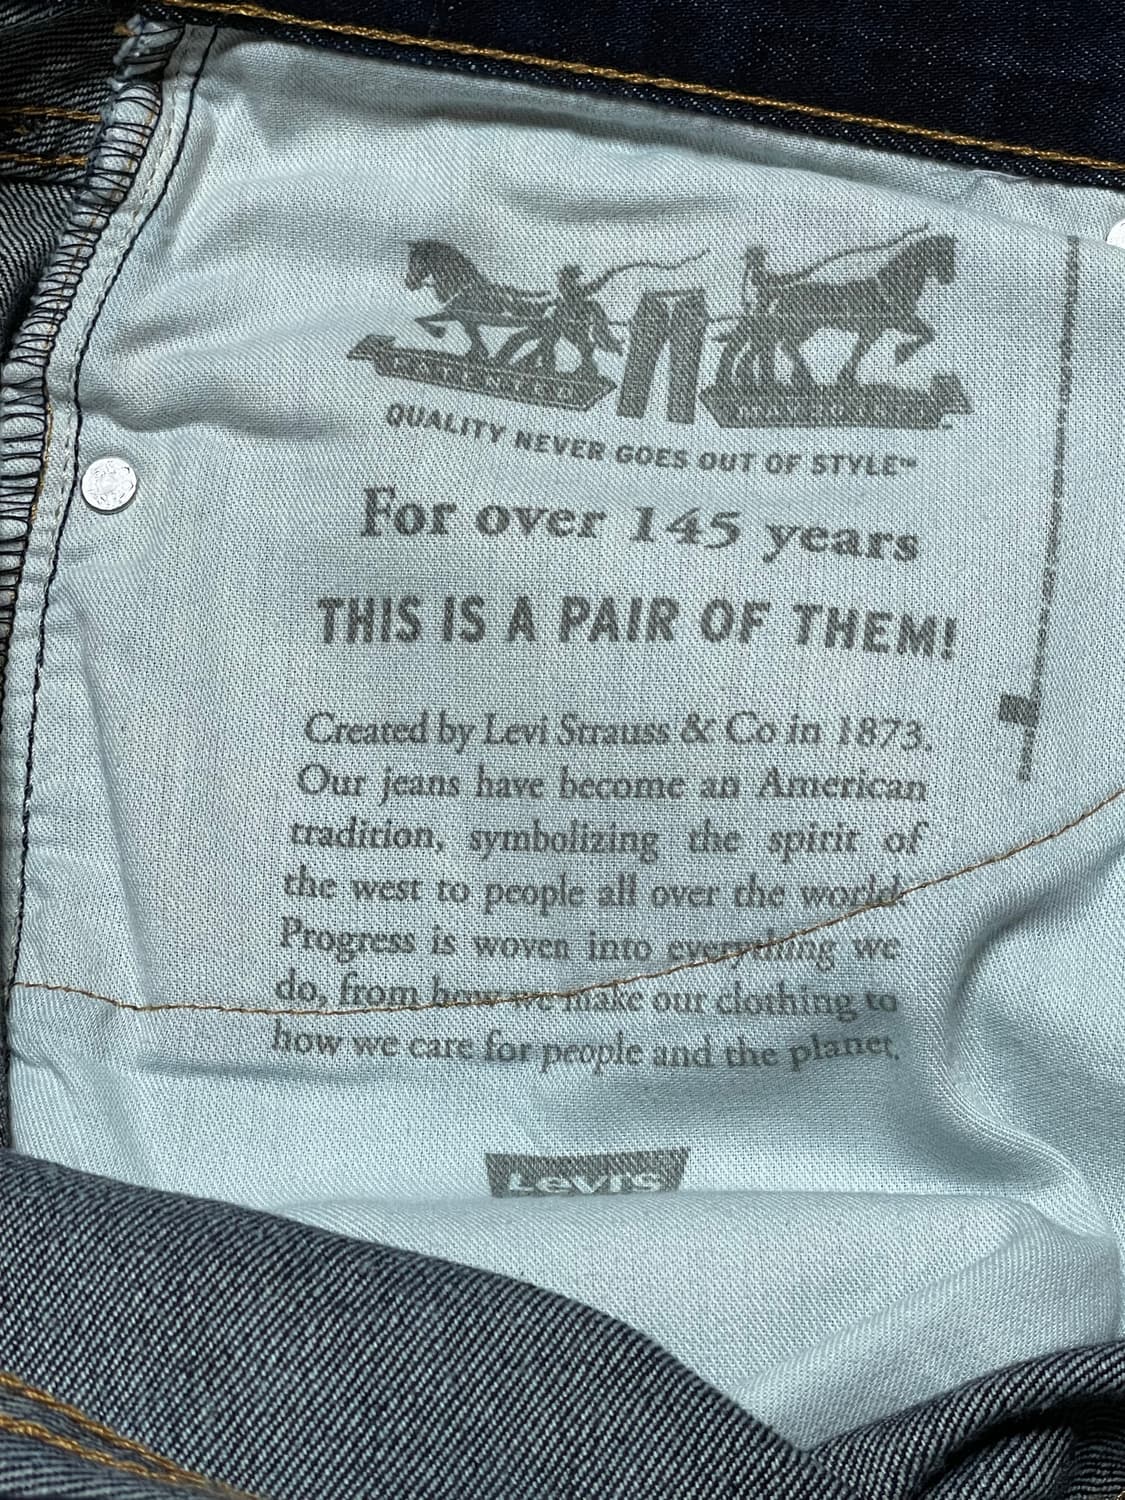 QUALITY NEVER GOES OUT OF STYLE™
For over 145 years
THIS IS A PAIR OF THEM!
Created by Levi Strauss & Co in 1873.
Our jeans have become an American
tradition, symbolizing the spirit of
the west to people all over the world.
Progress is woven into everything we
do, from how we make our clothing to
how we care for people and the planet.
Levi's